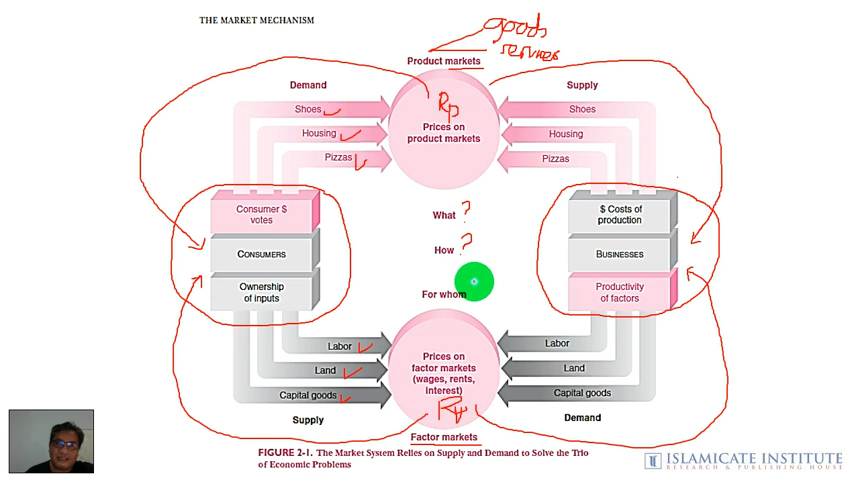 THE MARKET MECHANISM
goods
services
Product markets
Demand
Supply
Shoes
Shoes
Rp
Housing
Prices on
product markets
Housing
Pizzas
Pizzas
Consumer $
votes
What ?
$ Costs of
production
CONSUMERS
How ?
BUSINESSES
Ownership
of inputs
For whom
Productivity
of factors
Labor
Labor
Prices on
factor markets
(wages, rents,
interest)
Land
Land
Capital goods
Capital goods
Supply
Demand
Factor markets
FIGURE 2-1. The Market System Relies on Supply and Demand to Solve the Trio
of Economic Problems
ISLAMICATE INSTITUTE
RESEARCH & PUBLISHING HOUSE